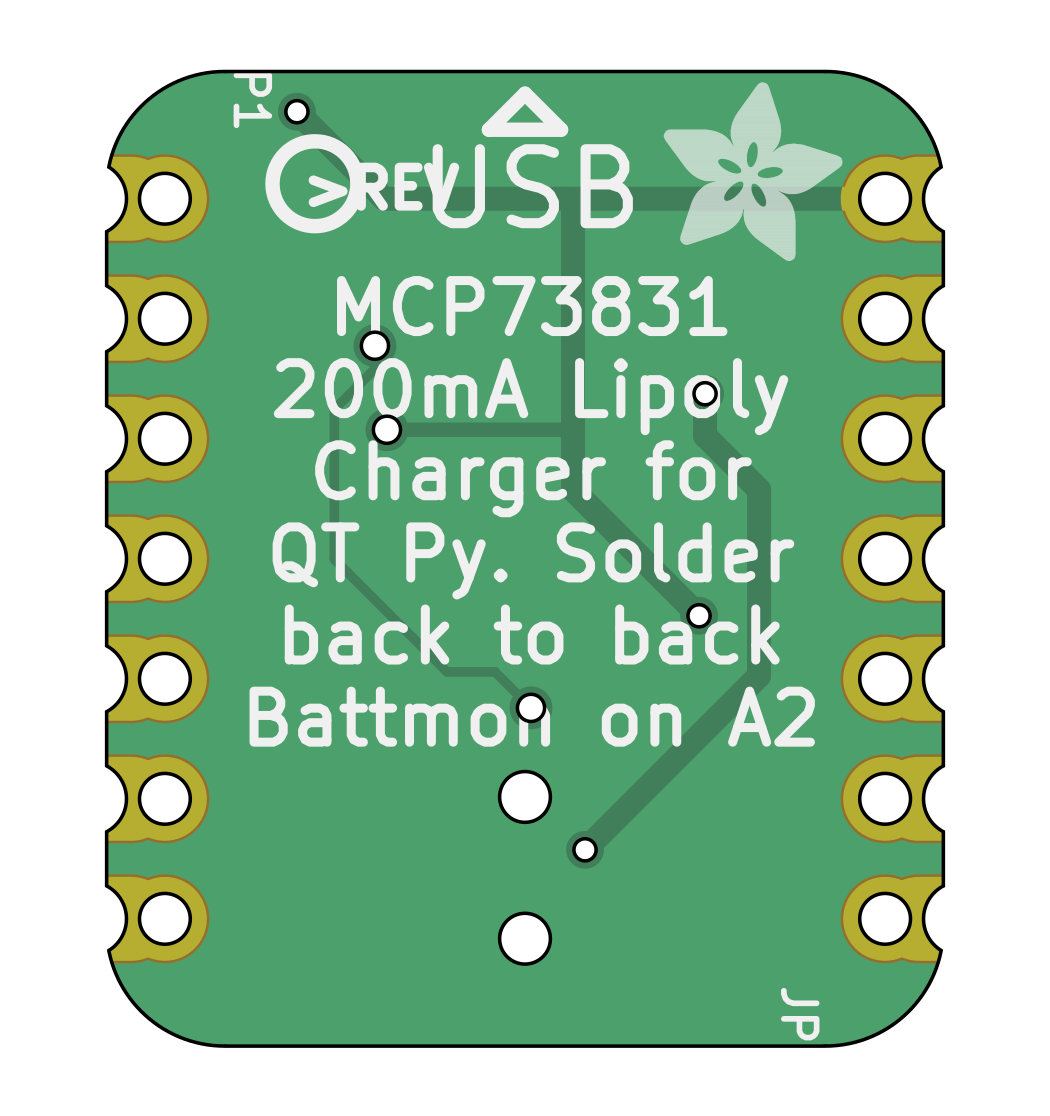 P1
>REV
USB
MCP73831
200mA Lipoly
Charger for
QT Py. Solder
back to back
Battmon on A2
JP